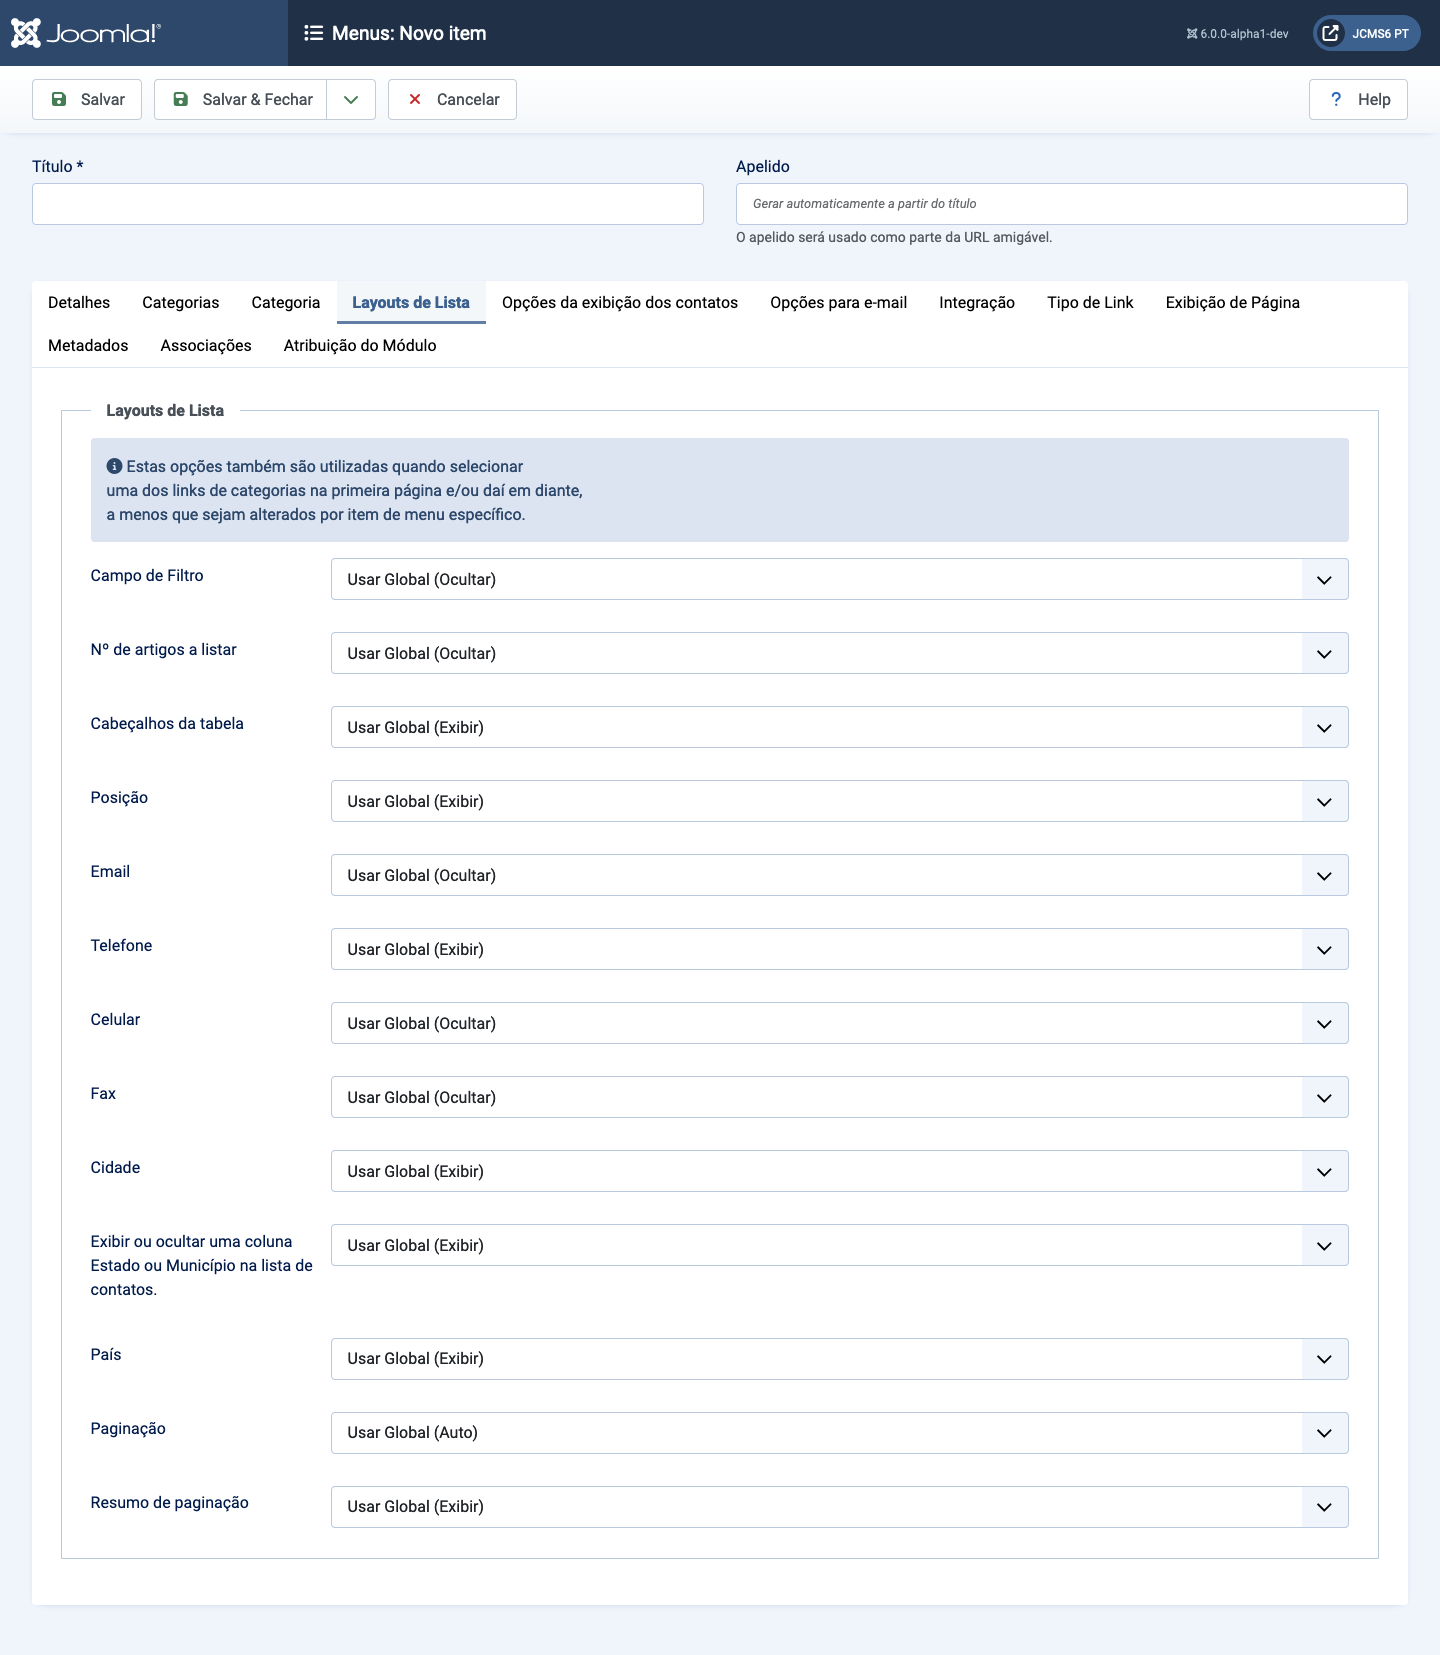 Joomla!®
Menus: Novo item
6.0.0-alpha1-dev
JCMS6 PT
Salvar
Salvar & Fechar
Cancelar
? Help
Título *
Apelido
Gerar automaticamente a partir do título
O apelido será usado como parte da URL amigável.
Detalhes Categorias Categoria Layouts de Lista Opções da exibição dos contatos Opções para e-mail Integração Tipo de Link Exibição de Página
Metadados Associações Atribuição do Módulo
Layouts de Lista
Estas opções também são utilizadas quando selecionar
uma dos links de categorias na primeira página e/ou daí em diante,
a menos que sejam alterados por item de menu específico.
Campo de Filtro
Usar Global (Ocultar)
Nº de artigos a listar
Usar Global (Ocultar)
Cabeçalhos da tabela
Usar Global (Exibir)
Posição
Usar Global (Exibir)
Email
Usar Global (Ocultar)
Telefone
Usar Global (Exibir)
Celular
Usar Global (Ocultar)
Fax
Usar Global (Ocultar)
Cidade
Usar Global (Exibir)
Exibir ou ocultar uma coluna
Estado ou Município na lista de
contatos.
Usar Global (Exibir)
País
Usar Global (Exibir)
Paginação
Usar Global (Auto)
Resumo de paginação
Usar Global (Exibir)